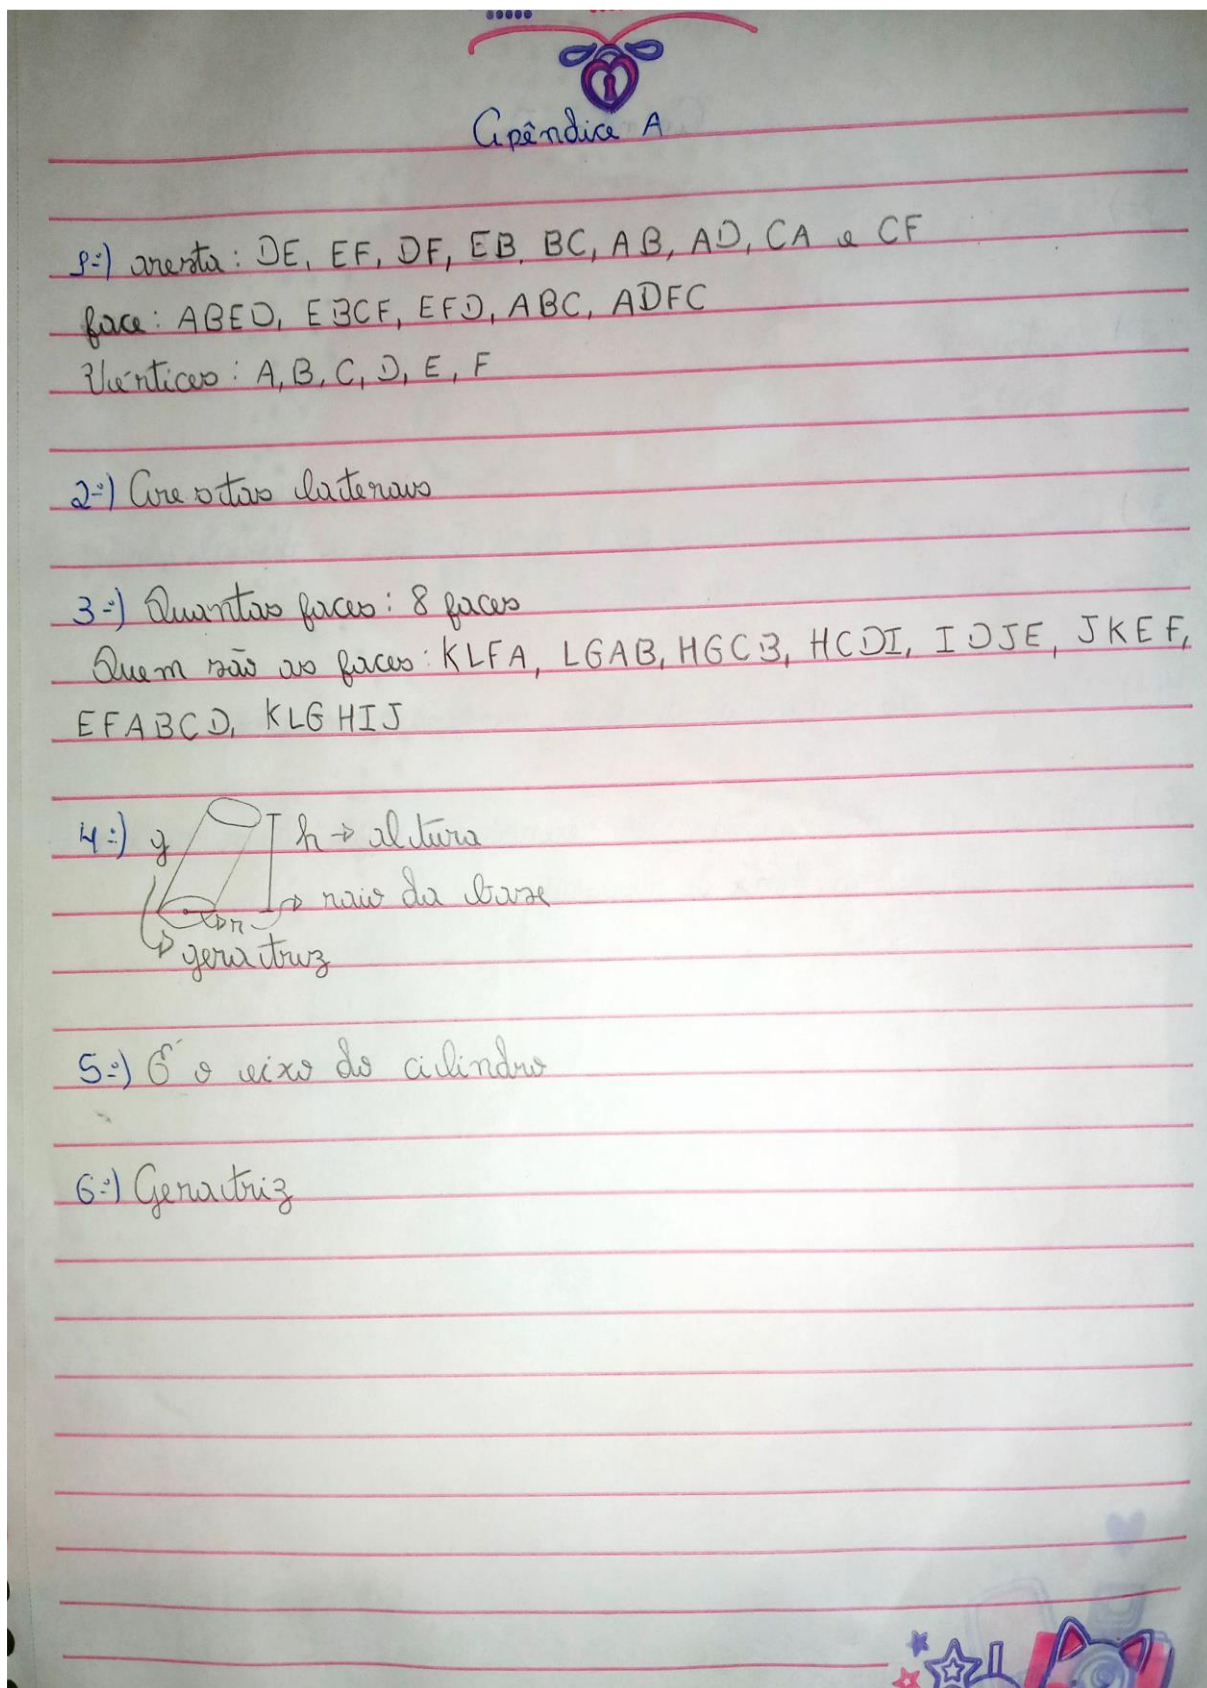 Apêndice A
1-) aresta: DE, EF, DF, EB, BC, AB, AD, CA e CF
face: ABED, EBCF, EFD, ABC, ADFC
Vértices: A, B, C, D, E, F
2-) Arestas laterais
3-) Quantas faces: 8 faces
Quem são as faces: KLFA, LGAB, HGCB, HCDI, IDJE, JKEF,
EFABCD, KLGHIJ
4-) g h → altura
r → raio da base
geratriz
5-) É o eixo do cilindro
6-) Geratriz